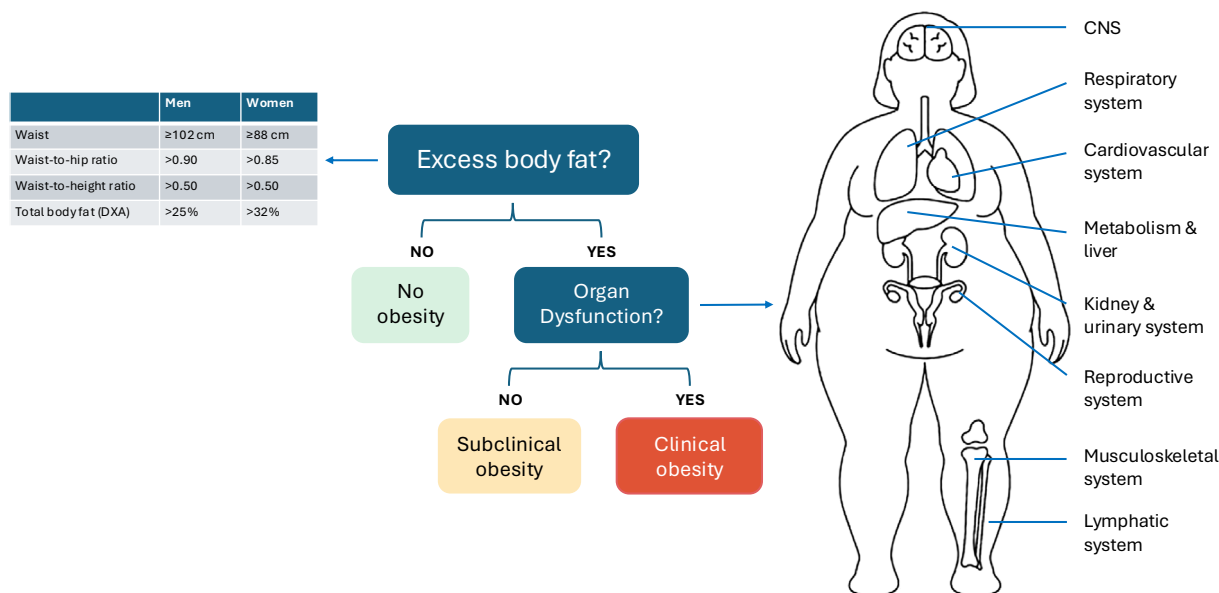 Men Women
Waist ≥102 cm ≥88 cm
Waist-to-hip ratio >0.90 >0.85
Waist-to-height ratio >0.50 >0.50
Total body fat (DXA) >25% >32%
Excess body fat?
NO YES
No
obesity
Organ
Dysfunction?
NO YES
Subclinical
obesity
Clinical
obesity
CNS
Respiratory
system
Cardiovascular
system
Metabolism &
liver
Kidney &
urinary system
Reproductive
system
Musculoskeletal
system
Lymphatic
system